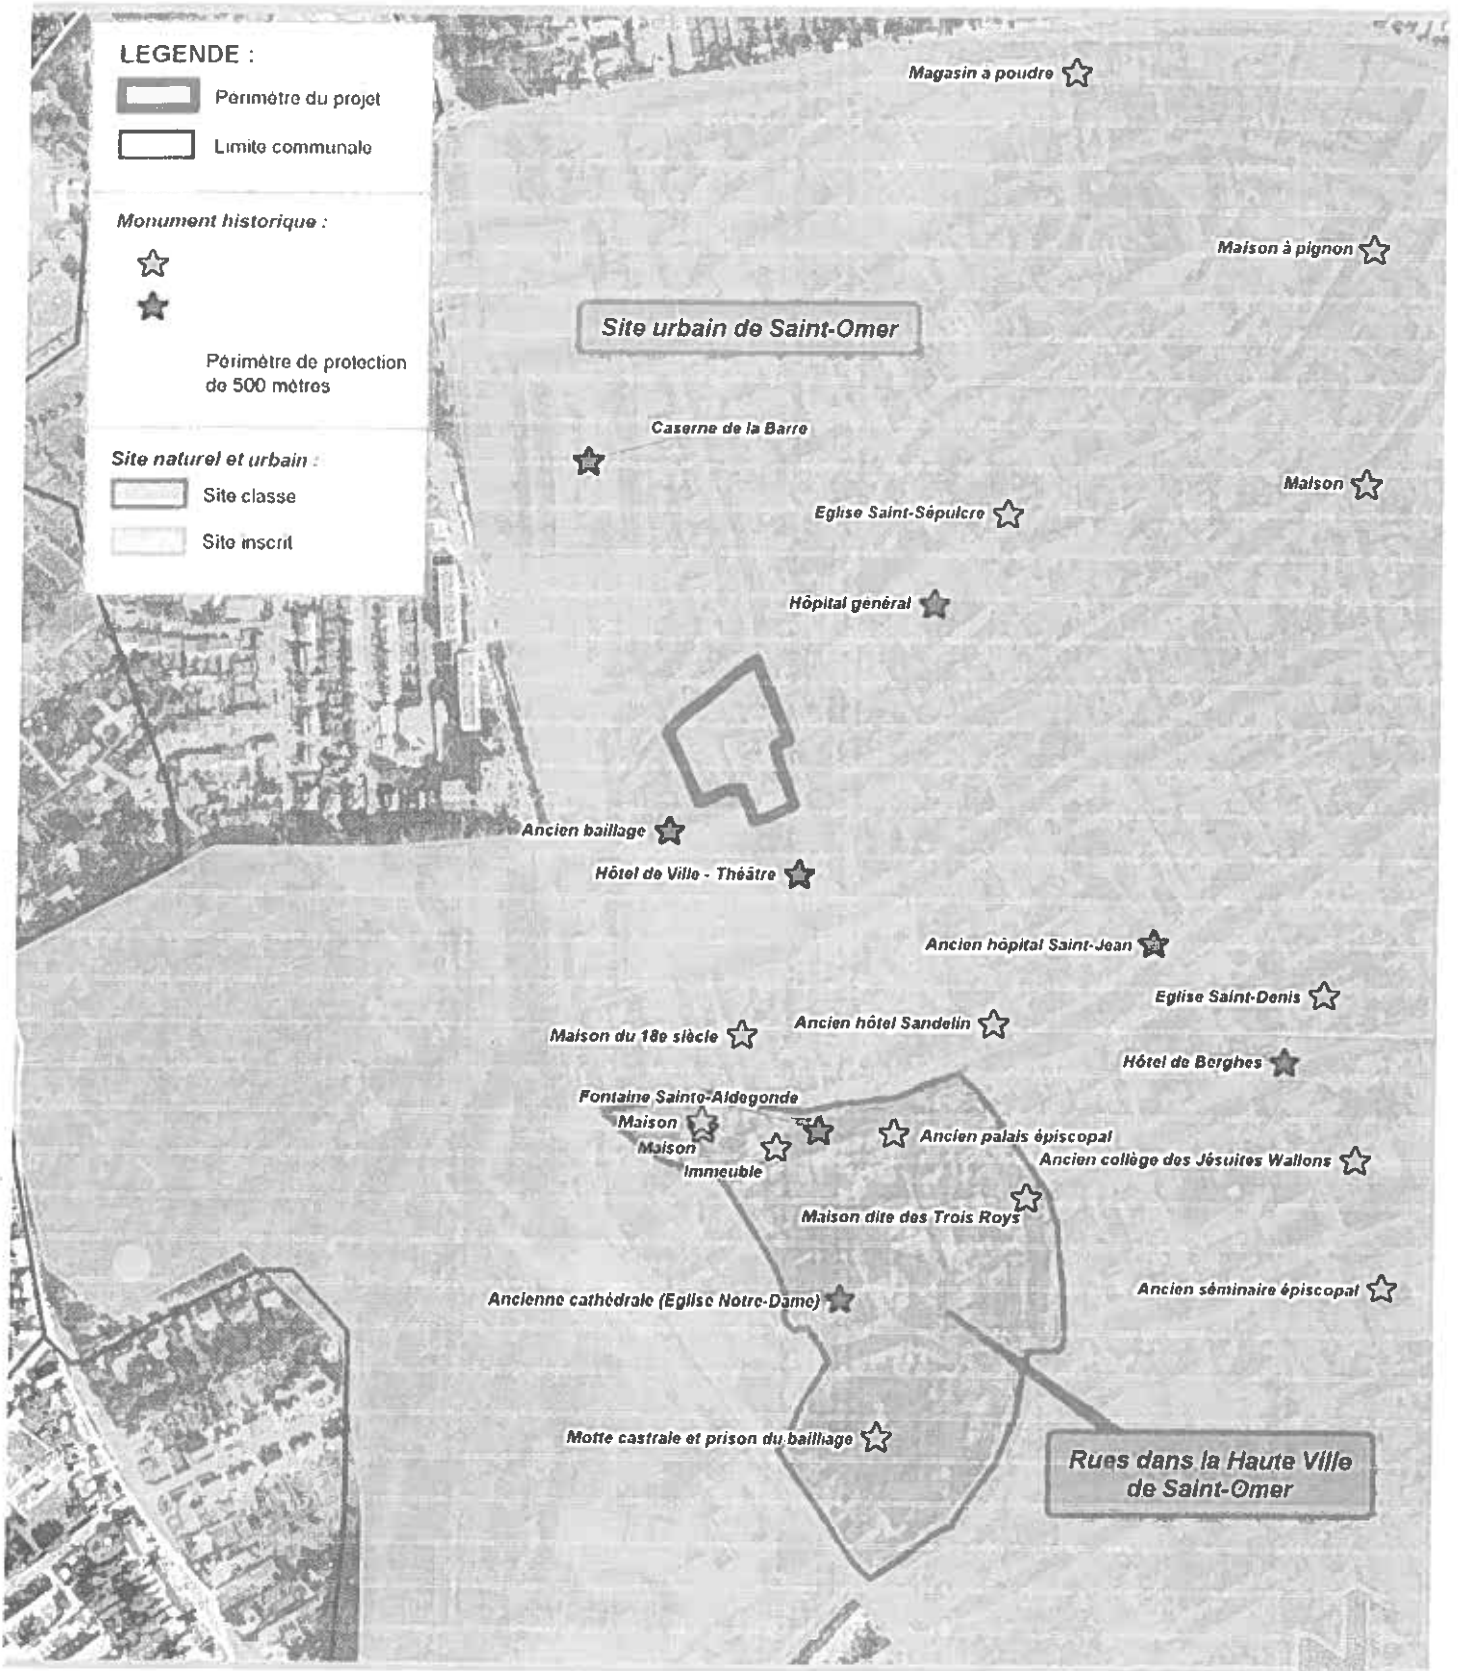 LEGENDE :
Périmètre du projet
Limite communale
Monument historique :
Périmètre de protection
de 500 mètres
Site naturel et urbain :
Site classe
Site inscrit
Magasin à poudre
Maison à pignon
Site urbain de Saint-Omer
Caserne de la Barre
Maison
Eglise Saint-Sépulcre
Hôpital général
Ancien baillage
Hôtel de Ville - Théâtre
Ancien hôpital Saint-Jean
Eglise Saint-Denis
Ancien hôtel Sandelin
Maison du 18e siècle
Hôtel de Berghes
Fontaine Sainte-Aldegonde
Maison
Maison
Immeuble
Ancien palais épiscopal
Ancien collège des Jésuites Wallons
Maison dite des Trois Roys
Ancienne cathédrale (Eglise Notre-Dame)
Ancien séminaire épiscopal
Motte castrale et prison du bailliage
Rues dans la Haute Ville
de Saint-Omer